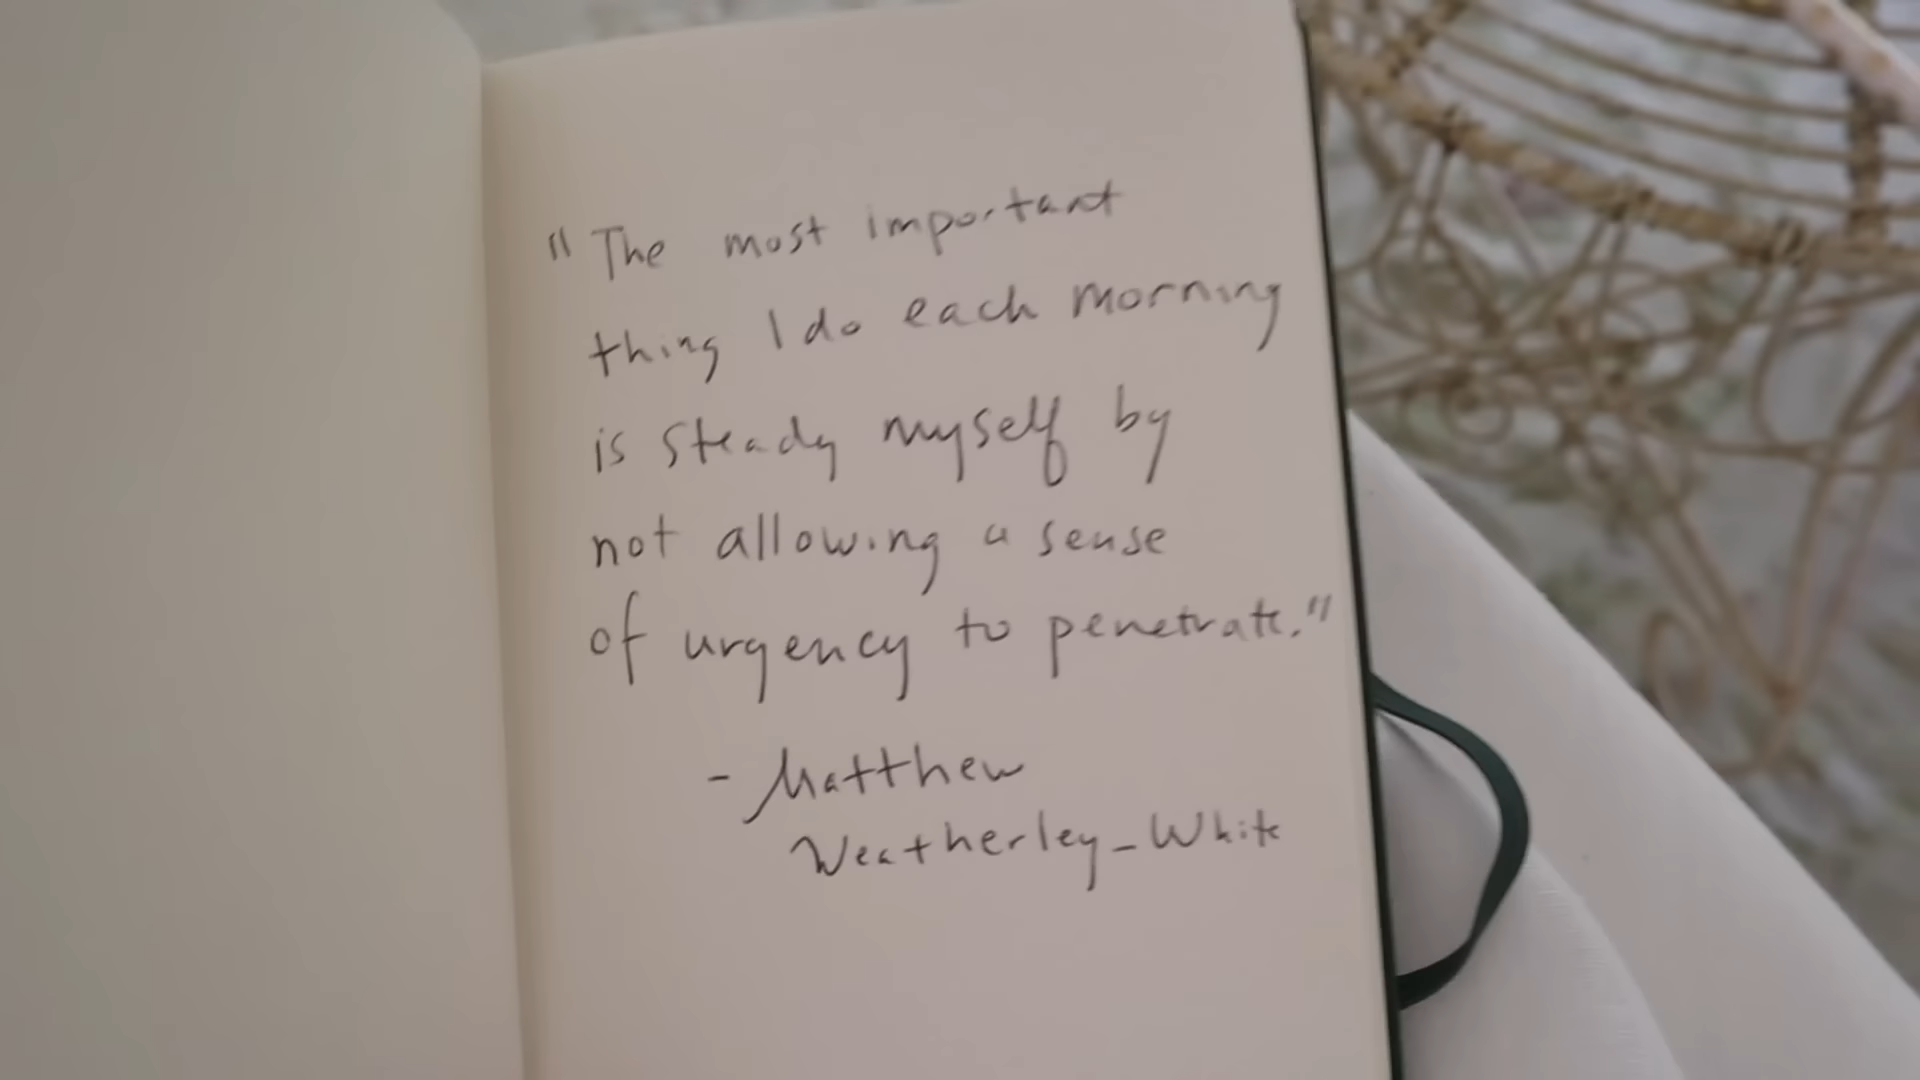 "The most important
thing I do each morning
is steady myself by
not allowing a sense
of urgency to penetrate."
- Matthew
Weatherley-White